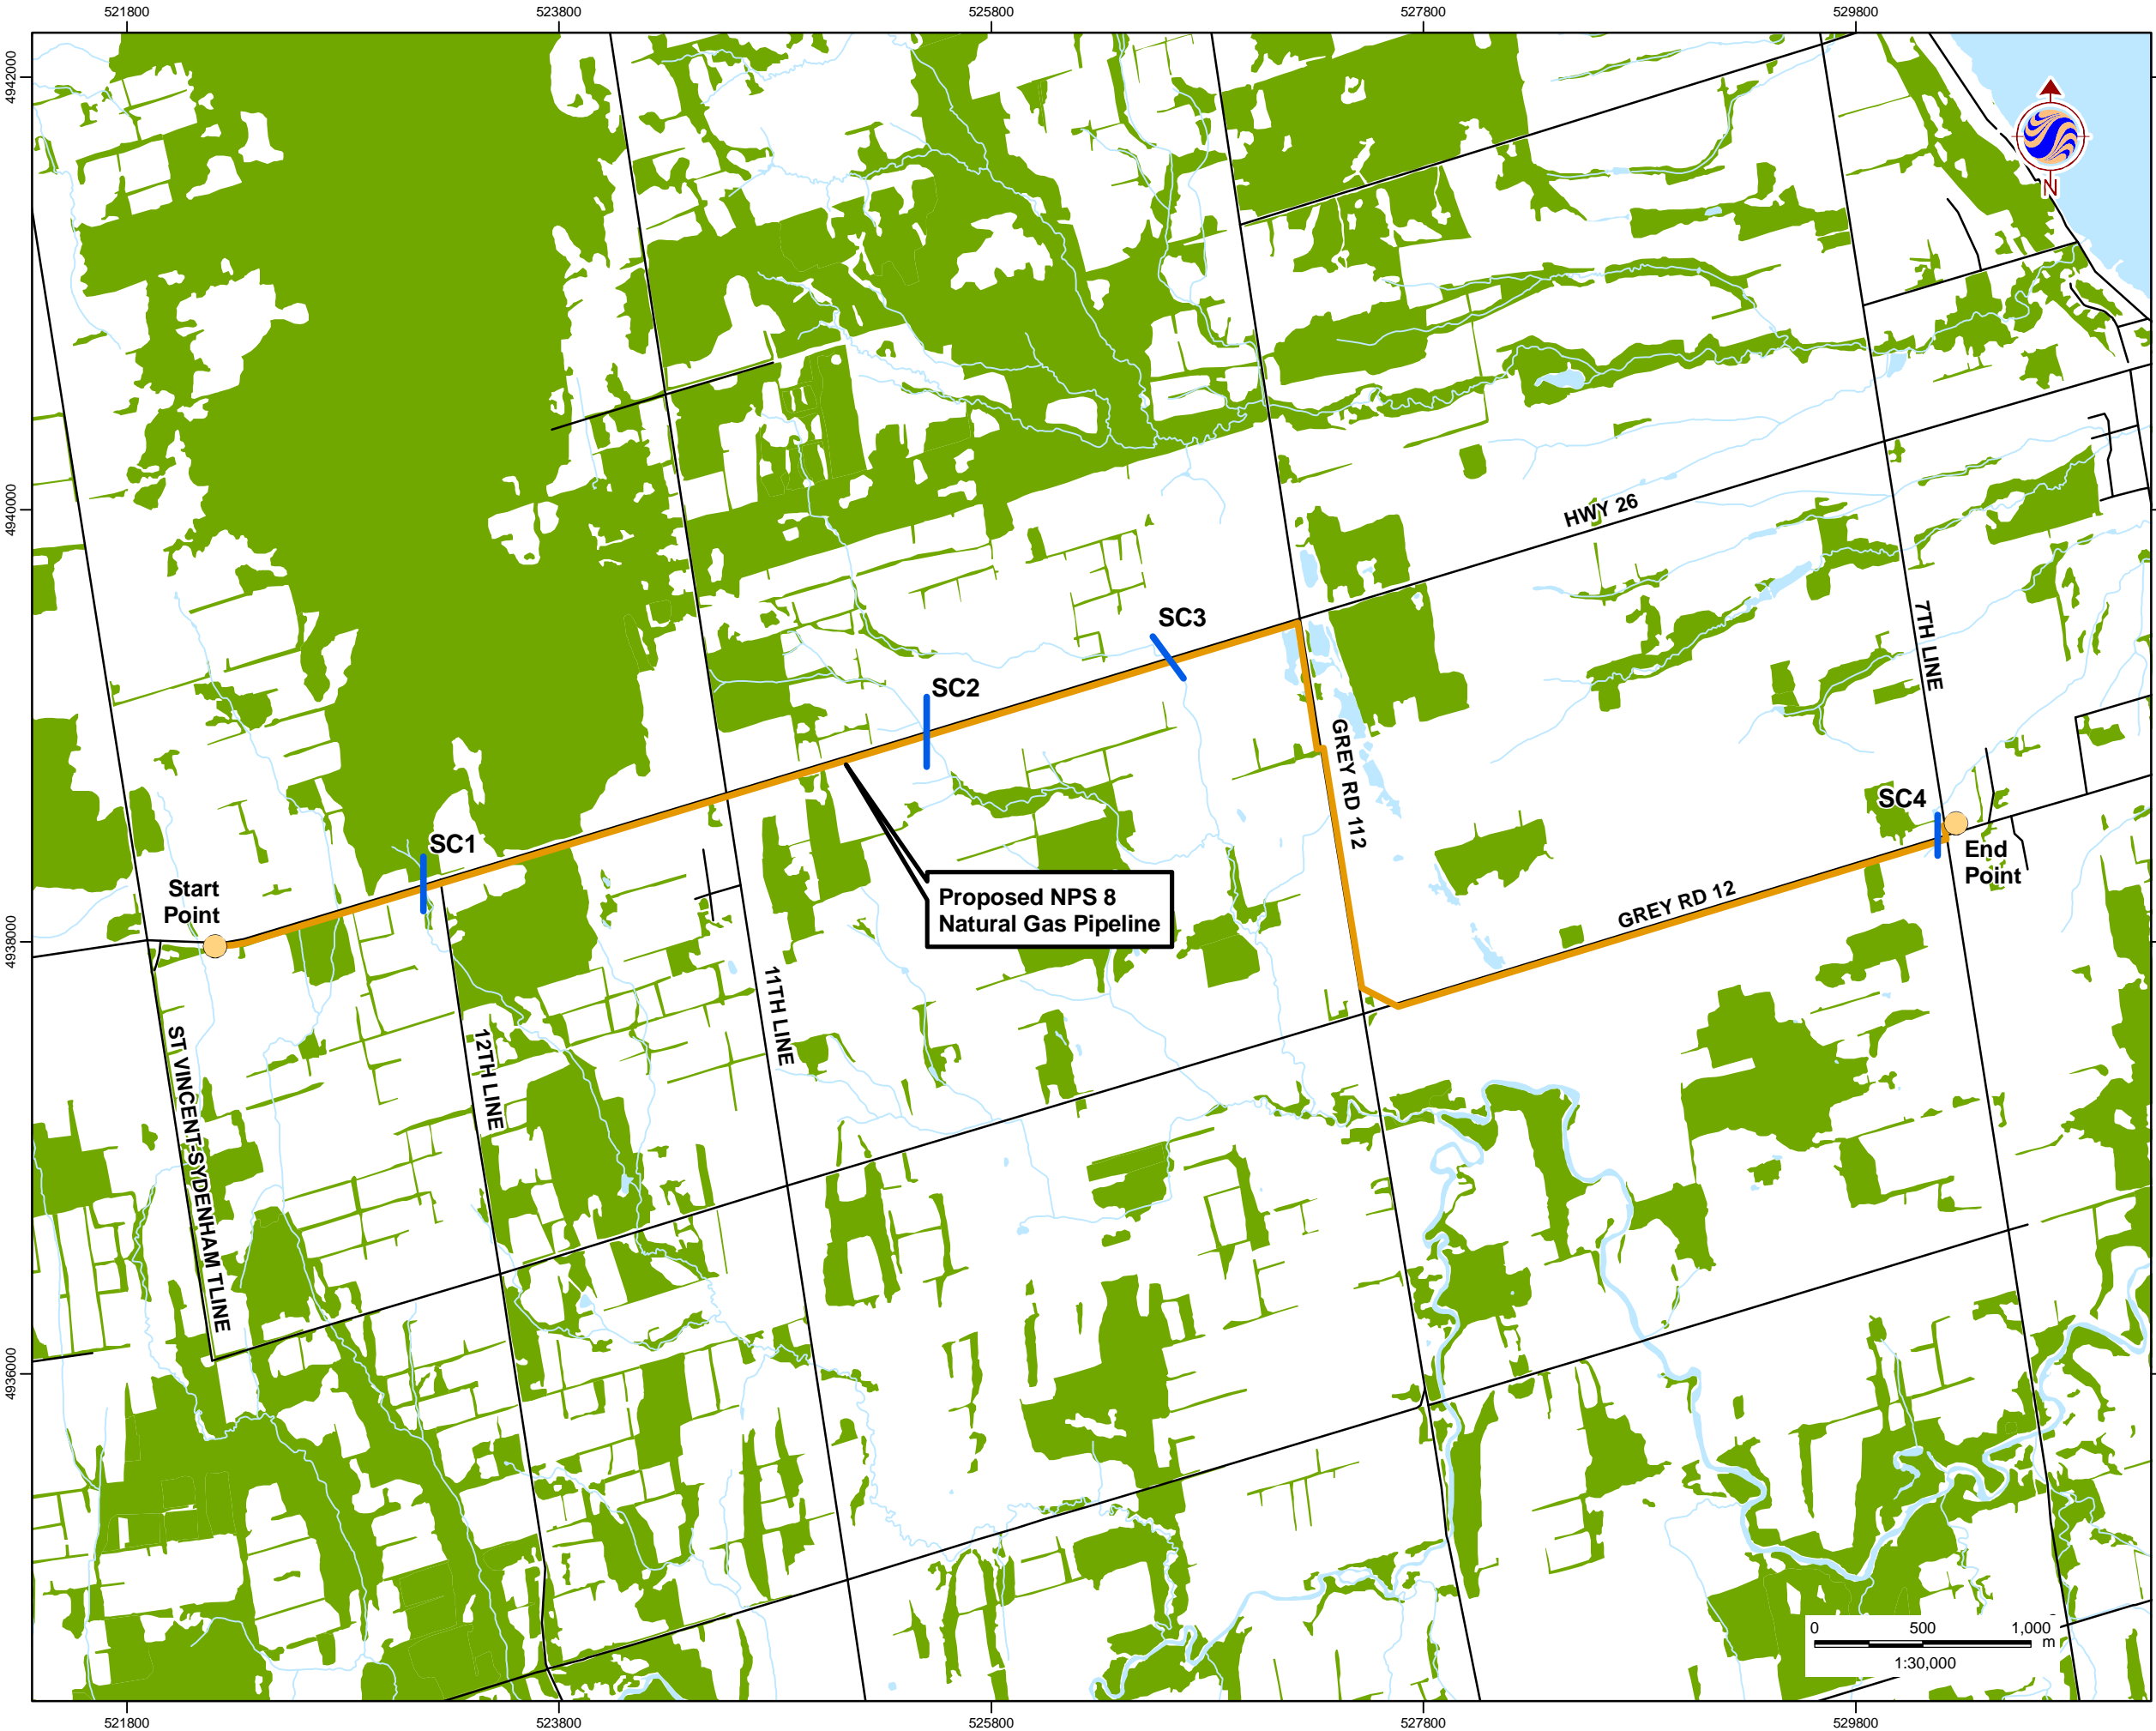 521800
523800
525800
527800
529800
4942000
N
4940000
HWY 26
SC3
7TH LINE
SC2
GREY RD 112
SC4
SC1
End
Point
Start
Point
Proposed NPS 8
Natural Gas Pipeline
GREY RD 12
4938000
11TH LINE
12TH LINE
ST VINCENT-SYDENHAM TLINE
4936000
0 500 1,000
m
1:30,000
521800
523800
525800
527800
529800